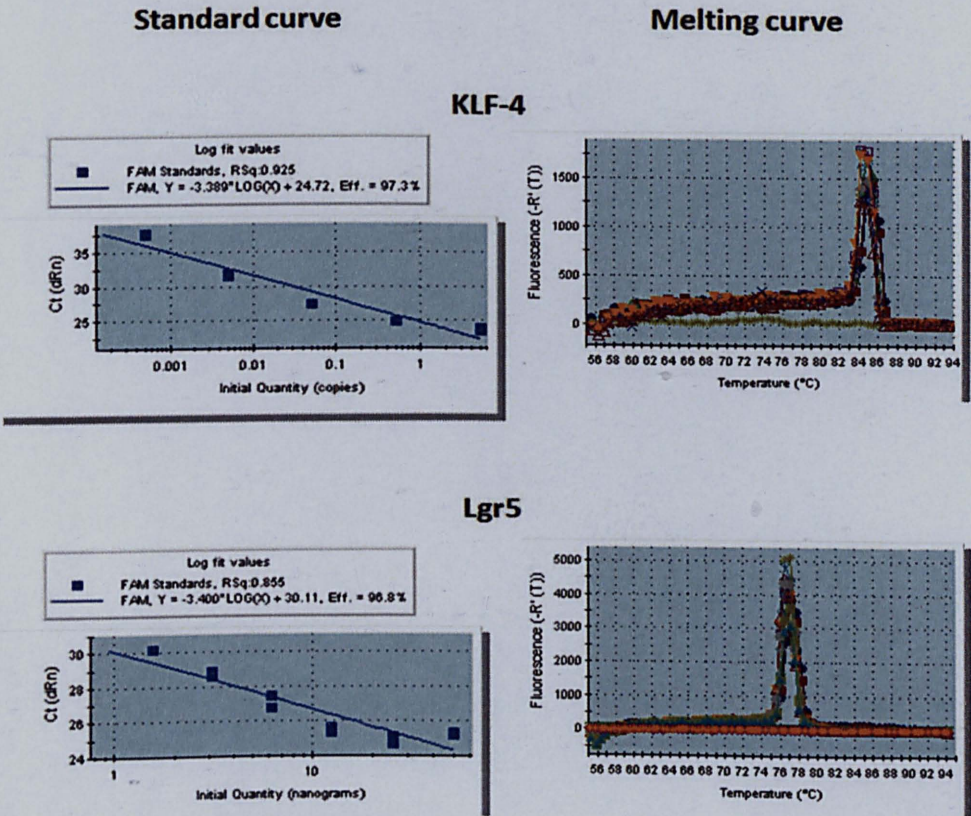 Standard curve
Melting curve
KLF-4
Log fit values
FAM Standards, RSq:0.925
FAM, Y = -3.389*LOG(X) + 24.72, Eff. = 97.3%
Ct (dRn)
35
30
25
0.001 0.01 0.1 1
Initial Quantity (copies)
Fluorescence (-R' (T))
1500
1000
500
0
56 58 60 62 64 66 68 70 72 74 76 78 80 82 84 86 88 90 92 94
Temperature (°C)
Lgr5
Log fit values
FAM Standards, RSq:0.855
FAM, Y = -3.400*LOG(X) + 30.11, Eff. = 96.8%
Ct (dRn)
30
28
26
24
1 10
Initial Quantity (nanograms)
Fluorescence (-R' (T))
5000
4000
3000
2000
1000
0
56 58 60 62 64 66 68 70 72 74 76 78 80 82 84 86 88 90 92 94
Temperature (°C)